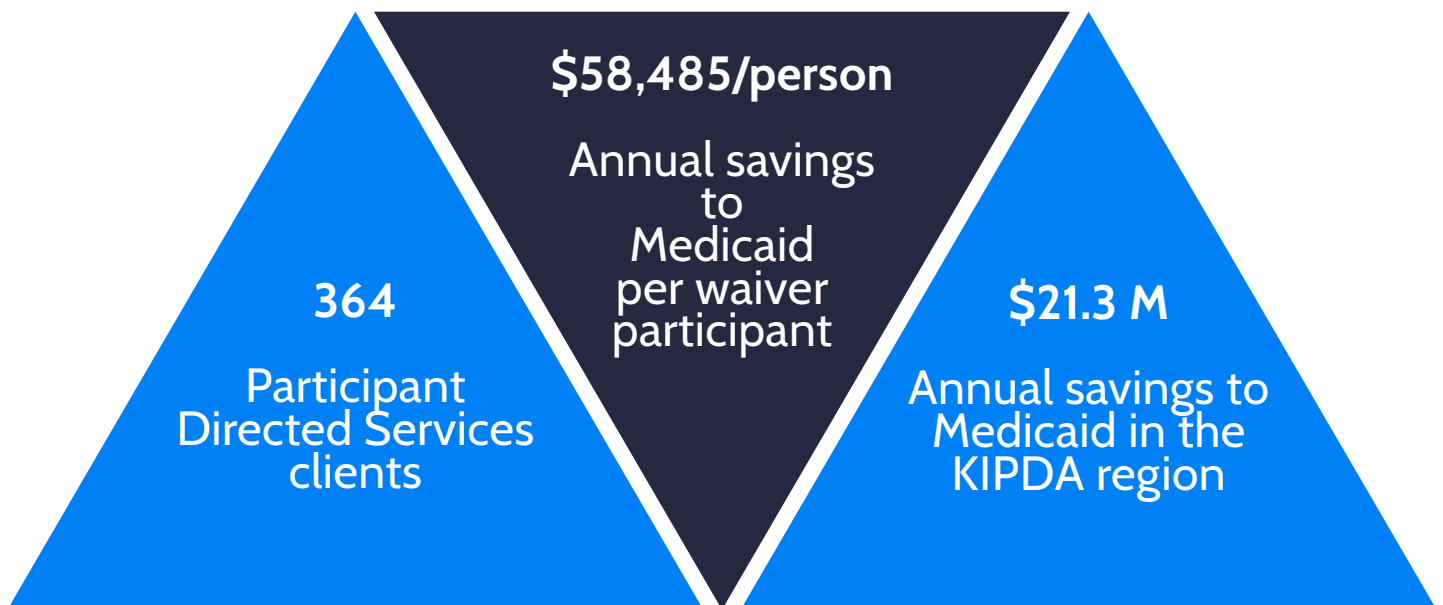 364
Participant
Directed Services
clients
$58,485/person
Annual savings
to
Medicaid
per waiver
participant
$21.3 M
Annual savings to
Medicaid in the
KIPDA region